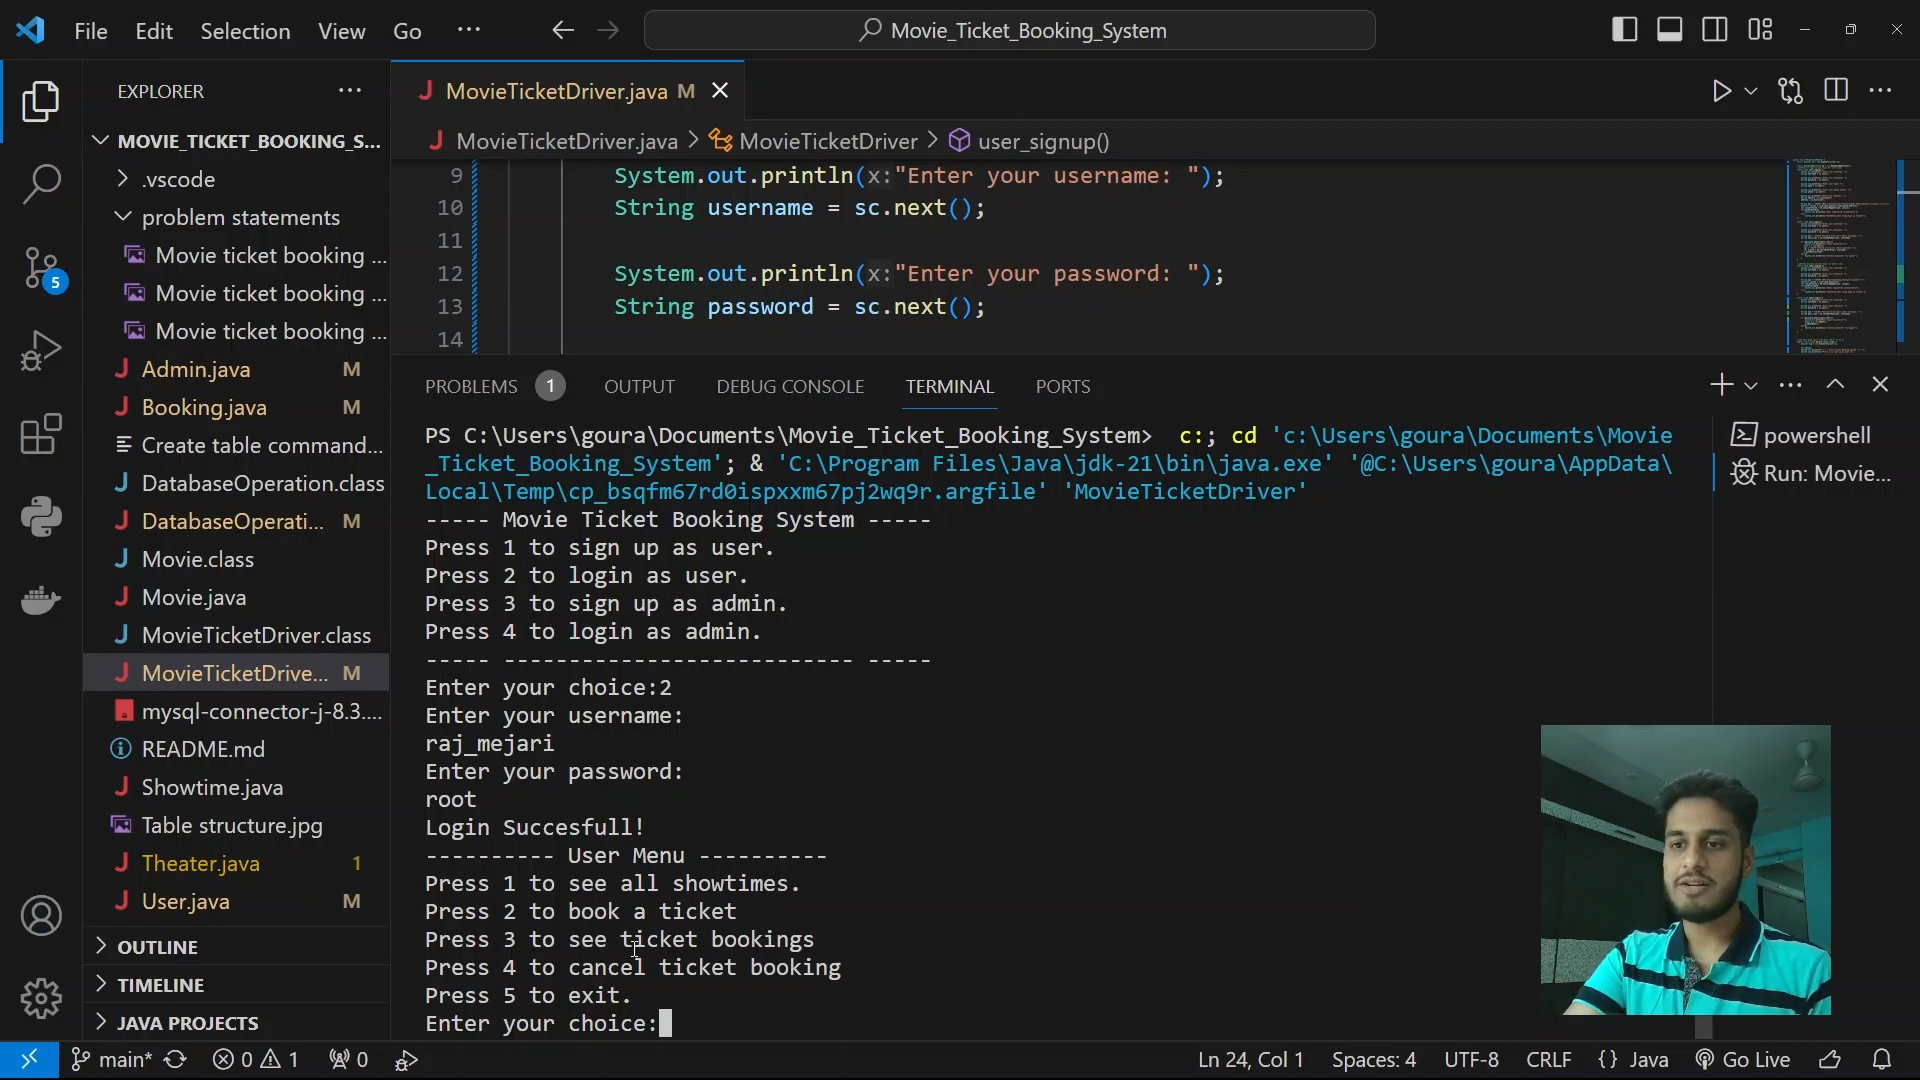 File Edit Selection View Go ···
Movie_Ticket_Booking_System
EXPLORER
MOVIE_TICKET_BOOKING_S...
.vscode
problem statements
Movie ticket booking ...
Movie ticket booking ...
Movie ticket booking ...
Admin.java M
Booking.java M
Create table command...
DatabaseOperation.class
DatabaseOperati... M
Movie.class
Movie.java
MovieTicketDriver.class
MovieTicketDrive... M
mysql-connector-j-8.3....
README.md
Showtime.java
Table structure.jpg
Theater.java 1
User.java M
OUTLINE
TIMELINE
JAVA PROJECTS
5
MovieTicketDriver.java M
MovieTicketDriver.java > MovieTicketDriver > user_signup()
9 System.out.println(x:"Enter your username: ");
10 String username = sc.next();
11
12 System.out.println(x:"Enter your password: ");
13 String password = sc.next();
14
PROBLEMS 1 OUTPUT DEBUG CONSOLE TERMINAL PORTS
PS C:\Users\goura\Documents\Movie_Ticket_Booking_System> c:; cd 'c:\Users\goura\Documents\Movie
_Ticket_Booking_System'; & 'C:\Program Files\Java\jdk-21\bin\java.exe' '@C:\Users\goura\AppData\
Local\Temp\cp_bsqfm67rd0ispxxm67pj2wq9r.argfile' 'MovieTicketDriver'
----- Movie Ticket Booking System -----
Press 1 to sign up as user.
Press 2 to login as user.
Press 3 to sign up as admin.
Press 4 to login as admin.
----- --------------------------- -----
Enter your choice:2
Enter your username:
raj_mejari
Enter your password:
root
Login Succesfull!
---------- User Menu ----------
Press 1 to see all showtimes.
Press 2 to book a ticket
Press 3 to see ticket bookings
Press 4 to cancel ticket booking
Press 5 to exit.
Enter your choice:
powershell
Run: Movie...
main* 0 1 0
Ln 24, Col 1 Spaces: 4 UTF-8 CRLF {} Java Go Live